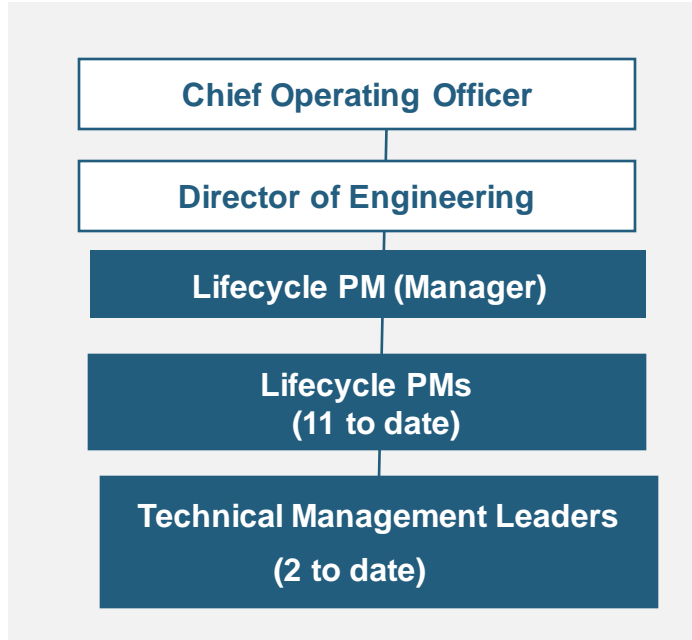 Chief Operating Officer
Director of Engineering
Lifecycle PM (Manager)
Lifecycle PMs
(11 to date)
Technical Management Leaders
(2 to date)